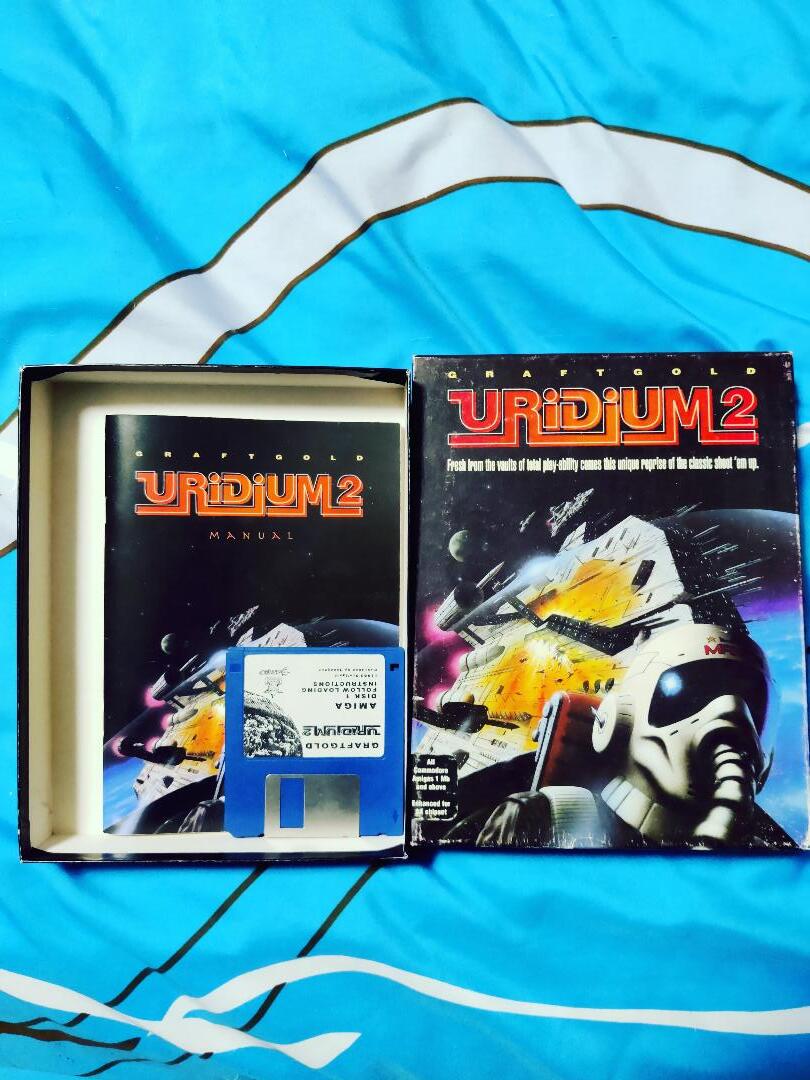 GRAFTGOLD
URiDiUM 2
MANUAL
GRAFTGOLD
URiDiUM 2
AMIGA
DISK 1
FOLLOW LOADING
INSTRUCTIONS
GRAFTGOLD
URiDiUM 2
Fresh from the vaults of total play-ability comes this unique reprise of the classic shoot 'em up.
All
Commodore
Amigas 1 Mb
and above
Enhanced for